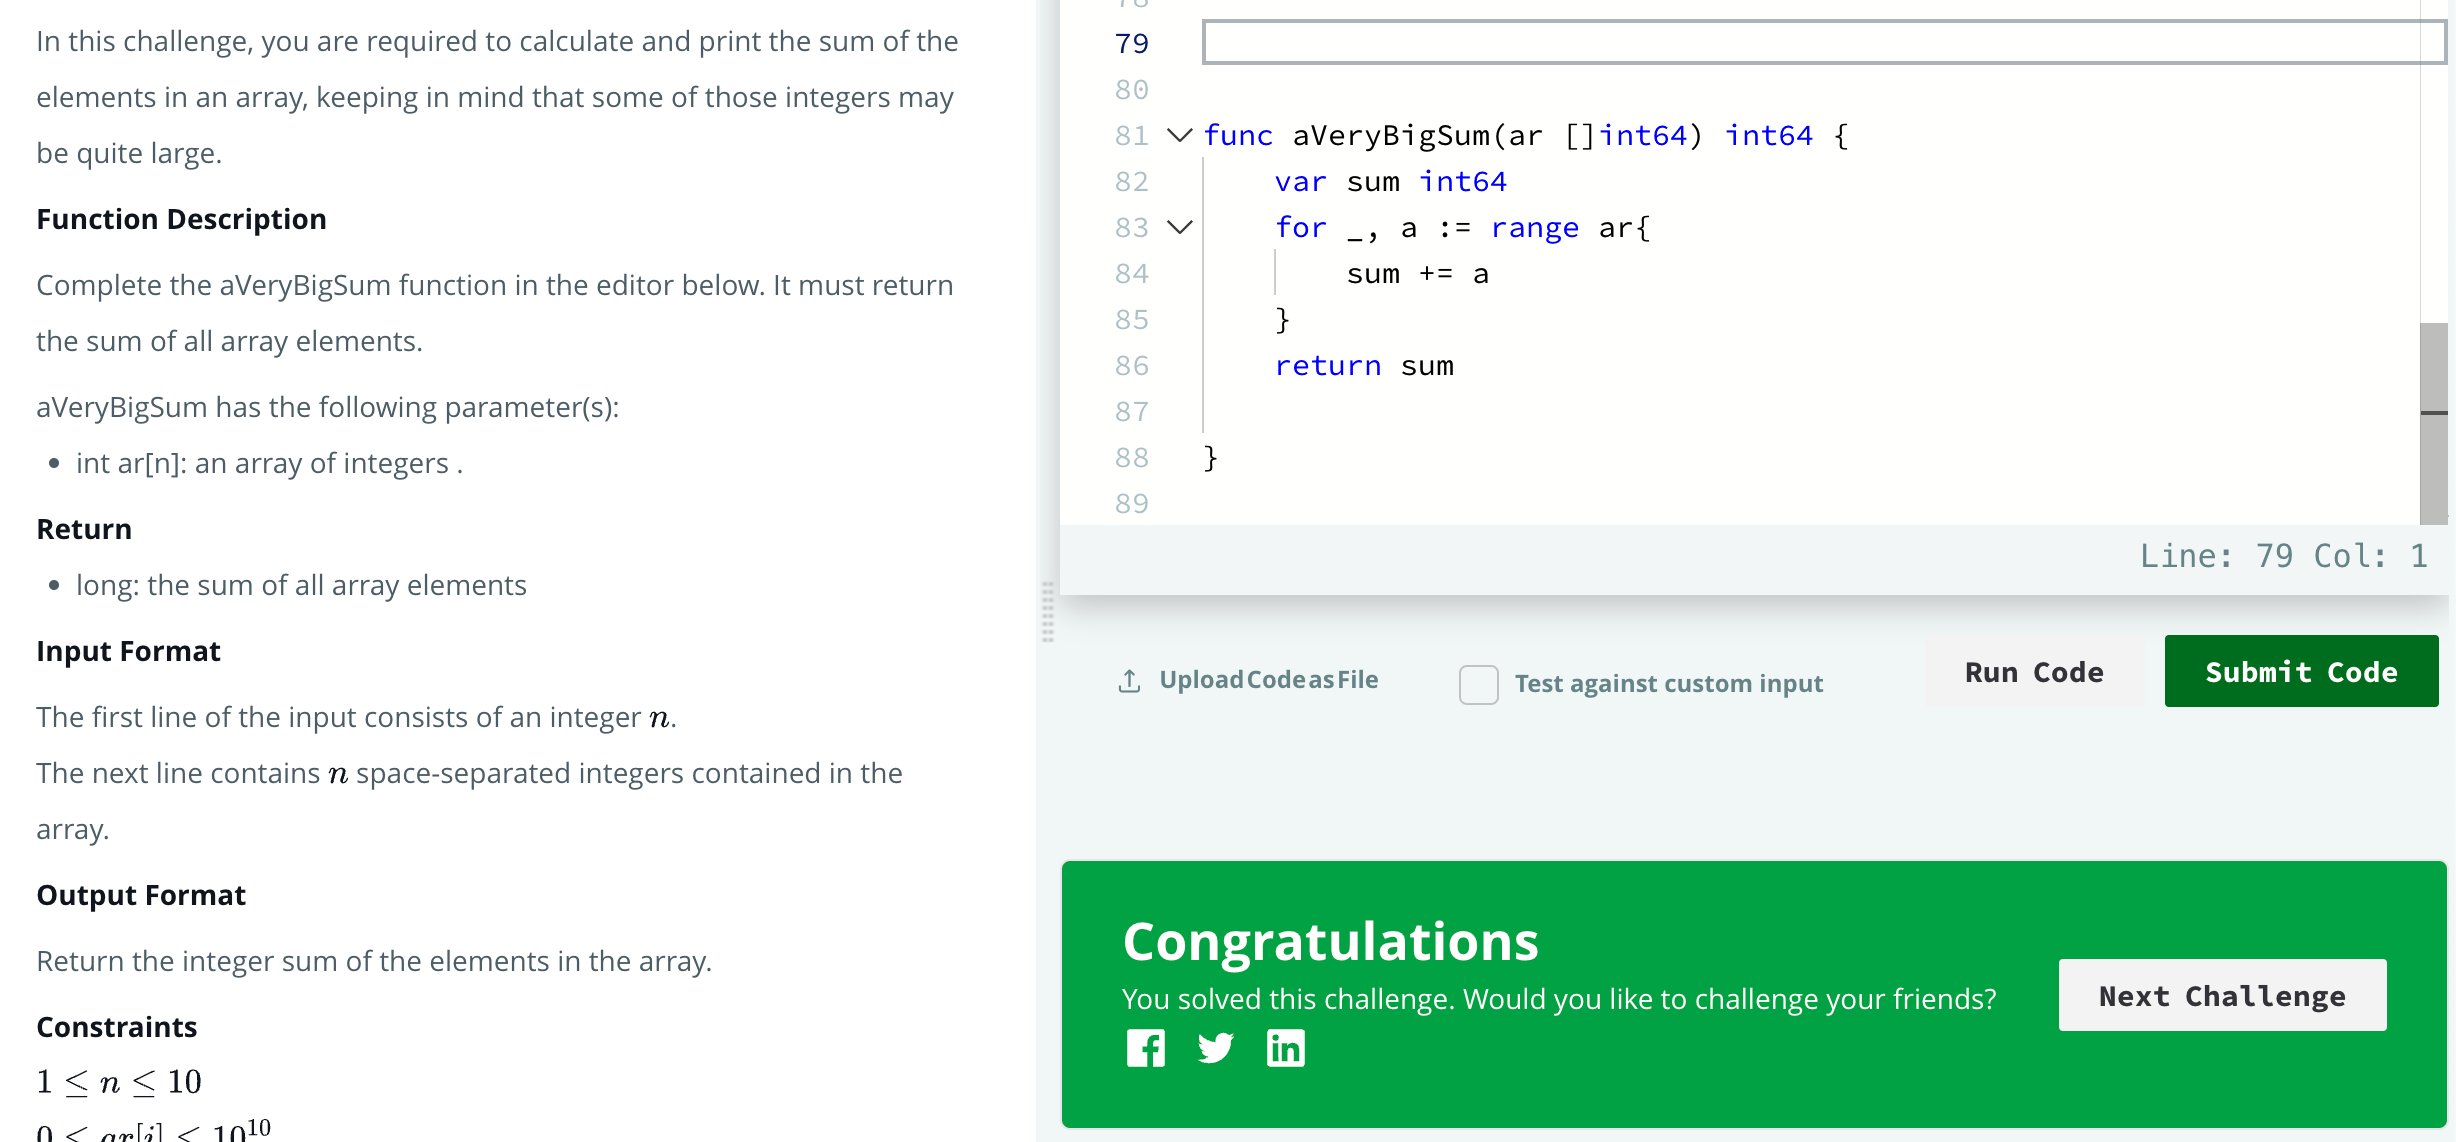 In this challenge, you are required to calculate and print the sum of the
elements in an array, keeping in mind that some of those integers may
be quite large.
Function Description
Complete the aVeryBigSum function in the editor below. It must return
the sum of all array elements.
aVeryBigSum has the following parameter(s):
• int ar[n]: an array of integers .
Return
• long: the sum of all array elements
Input Format
The first line of the input consists of an integer n.
The next line contains n space-separated integers contained in the
array.
Output Format
Return the integer sum of the elements in the array.
Constraints
1 ≤ n ≤ 10
0 ≤ ar[i] ≤ 10^10
78
79
80
81 func aVeryBigSum(ar []int64) int64 {
82     var sum int64
83     for _, a := range ar{
84         sum += a
85     }
86     return sum
87
88 }
89
Line: 79 Col: 1
Upload Code as File
Test against custom input
Run Code
Submit Code
Congratulations
You solved this challenge. Would you like to challenge your friends?
Next Challenge